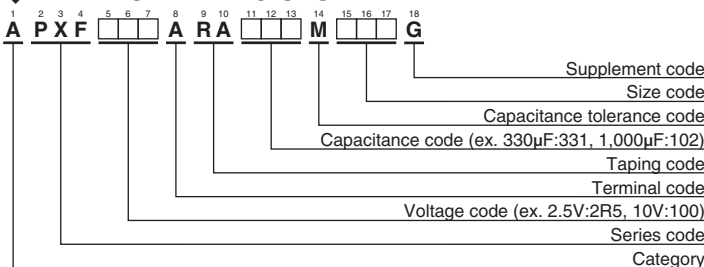 1 2 3 4 5 6 7 8 9 10 11 12 13 14 15 16 17 18
A PXF A RA M G
Supplement code
Size code
Capacitance tolerance code
Capacitance code (ex. 330µF:331, 1,000µF:102)
Taping code
Terminal code
Voltage code (ex. 2.5V:2R5, 10V:100)
Series code
Category